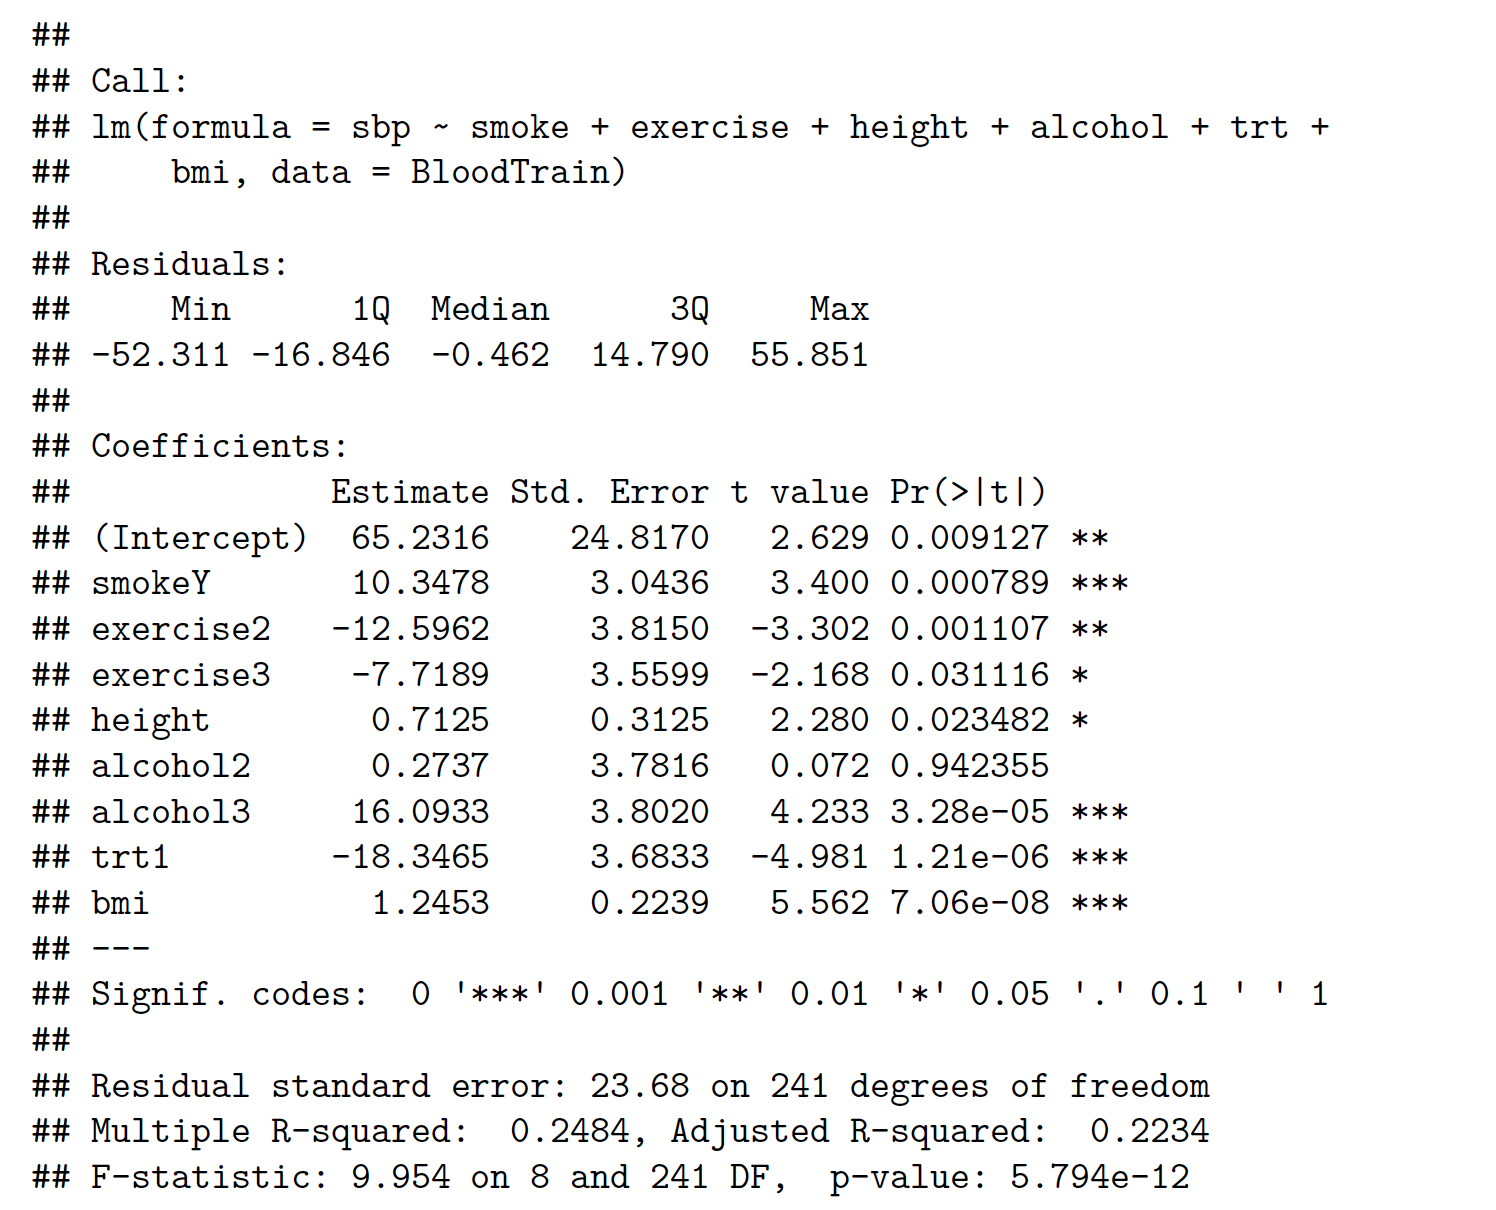 ##
## Call:
## lm(formula = sbp ~ smoke + exercise + height + alcohol + trt +
##     bmi, data = BloodTrain)
##
## Residuals:
##     Min      1Q  Median      3Q     Max
## -52.311 -16.846  -0.462  14.790  55.851
##
## Coefficients:
##             Estimate Std. Error t value Pr(>|t|)
## (Intercept)  65.2316    24.8170   2.629 0.009127 **
## smokeY       10.3478     3.0436   3.400 0.000789 ***
## exercise2   -12.5962     3.8150  -3.302 0.001107 **
## exercise3    -7.7189     3.5599  -2.168 0.031116 *
## height        0.7125     0.3125   2.280 0.023482 *
## alcohol2      0.2737     3.7816   0.072 0.942355
## alcohol3     16.0933     3.8020   4.233 3.28e-05 ***
## trt1        -18.3465     3.6833  -4.981 1.21e-06 ***
## bmi           1.2453     0.2239   5.562 7.06e-08 ***
## ---
## Signif. codes:  0 '***' 0.001 '**' 0.01 '*' 0.05 '.' 0.1 ' ' 1
##
## Residual standard error: 23.68 on 241 degrees of freedom
## Multiple R-squared:  0.2484, Adjusted R-squared:  0.2234
## F-statistic: 9.954 on 8 and 241 DF,  p-value: 5.794e-12